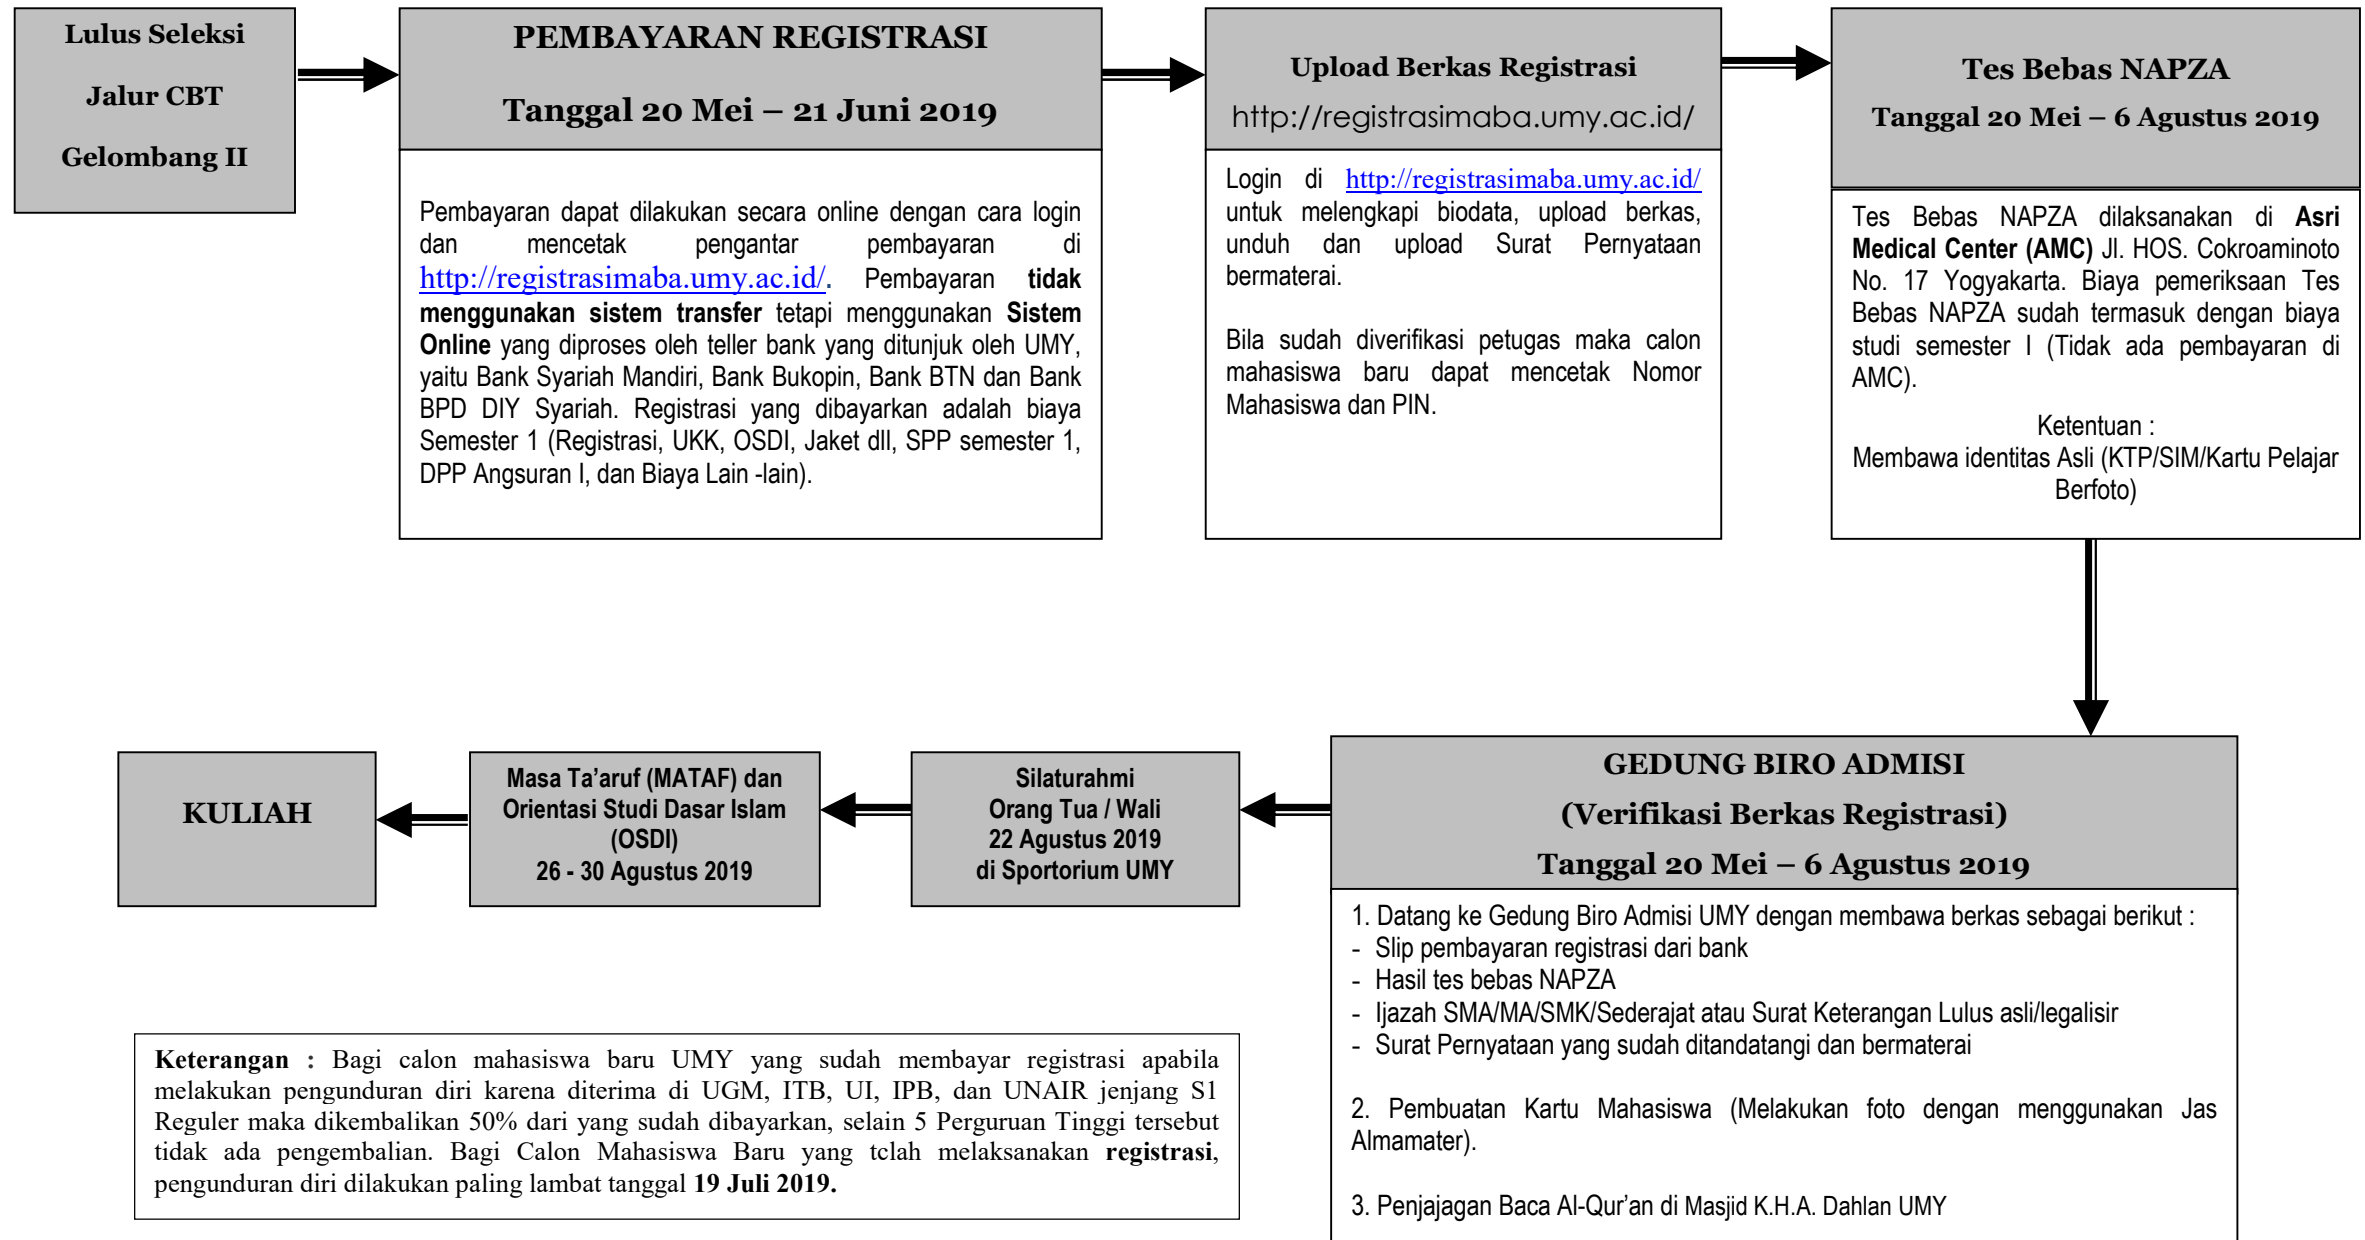 Lulus Seleksi
Jalur CBT
Gelombang II
PEMBAYARAN REGISTRASI
Tanggal 20 Mei – 21 Juni 2019
Pembayaran dapat dilakukan secara online dengan cara login
dan mencetak pengantar pembayaran di
http://registrasimaba.umy.ac.id/. Pembayaran tidak
menggunakan sistem transfer tetapi menggunakan Sistem
Online yang diproses oleh teller bank yang ditunjuk oleh UMY,
yaitu Bank Syariah Mandiri, Bank Bukopin, Bank BTN dan Bank
BPD DIY Syariah. Registrasi yang dibayarkan adalah biaya
Semester 1 (Registrasi, UKK, OSDI, Jaket dll, SPP semester 1,
DPP Angsuran I, dan Biaya Lain -lain).
Upload Berkas Registrasi
http://registrasimaba.umy.ac.id/
Login di http://registrasimaba.umy.ac.id/
untuk melengkapi biodata, upload berkas,
unduh dan upload Surat Pernyataan
bermaterai.
Bila sudah diverifikasi petugas maka calon
mahasiswa baru dapat mencetak Nomor
Mahasiswa dan PIN.
Tes Bebas NAPZA
Tanggal 20 Mei – 6 Agustus 2019
Tes Bebas NAPZA dilaksanakan di Asri
Medical Center (AMC) Jl. HOS. Cokroaminoto
No. 17 Yogyakarta. Biaya pemeriksaan Tes
Bebas NAPZA sudah termasuk dengan biaya
studi semester I (Tidak ada pembayaran di
AMC).
Ketentuan :
Membawa identitas Asli (KTP/SIM/Kartu Pelajar
Berfoto)
GEDUNG BIRO ADMISI
(Verifikasi Berkas Registrasi)
Tanggal 20 Mei – 6 Agustus 2019
1. Datang ke Gedung Biro Admisi UMY dengan membawa berkas sebagai berikut :
- Slip pembayaran registrasi dari bank
- Hasil tes bebas NAPZA
- Ijazah SMA/MA/SMK/Sederajat atau Surat Keterangan Lulus asli/legalisir
- Surat Pernyataan yang sudah ditandatangi dan bermaterai
2. Pembuatan Kartu Mahasiswa (Melakukan foto dengan menggunakan Jas
Almamater).
3. Penjajagan Baca Al-Qur’an di Masjid K.H.A. Dahlan UMY
Silaturahmi
Orang Tua / Wali
22 Agustus 2019
di Sportorium UMY
Masa Ta’aruf (MATAF) dan
Orientasi Studi Dasar Islam
(OSDI)
26 - 30 Agustus 2019
KULIAH
Keterangan : Bagi calon mahasiswa baru UMY yang sudah membayar registrasi apabila
melakukan pengunduran diri karena diterima di UGM, ITB, UI, IPB, dan UNAIR jenjang S1
Reguler maka dikembalikan 50% dari yang sudah dibayarkan, selain 5 Perguruan Tinggi tersebut
tidak ada pengembalian. Bagi Calon Mahasiswa Baru yang tclah melaksanakan registrasi,
pengunduran diri dilakukan paling lambat tanggal 19 Juli 2019.